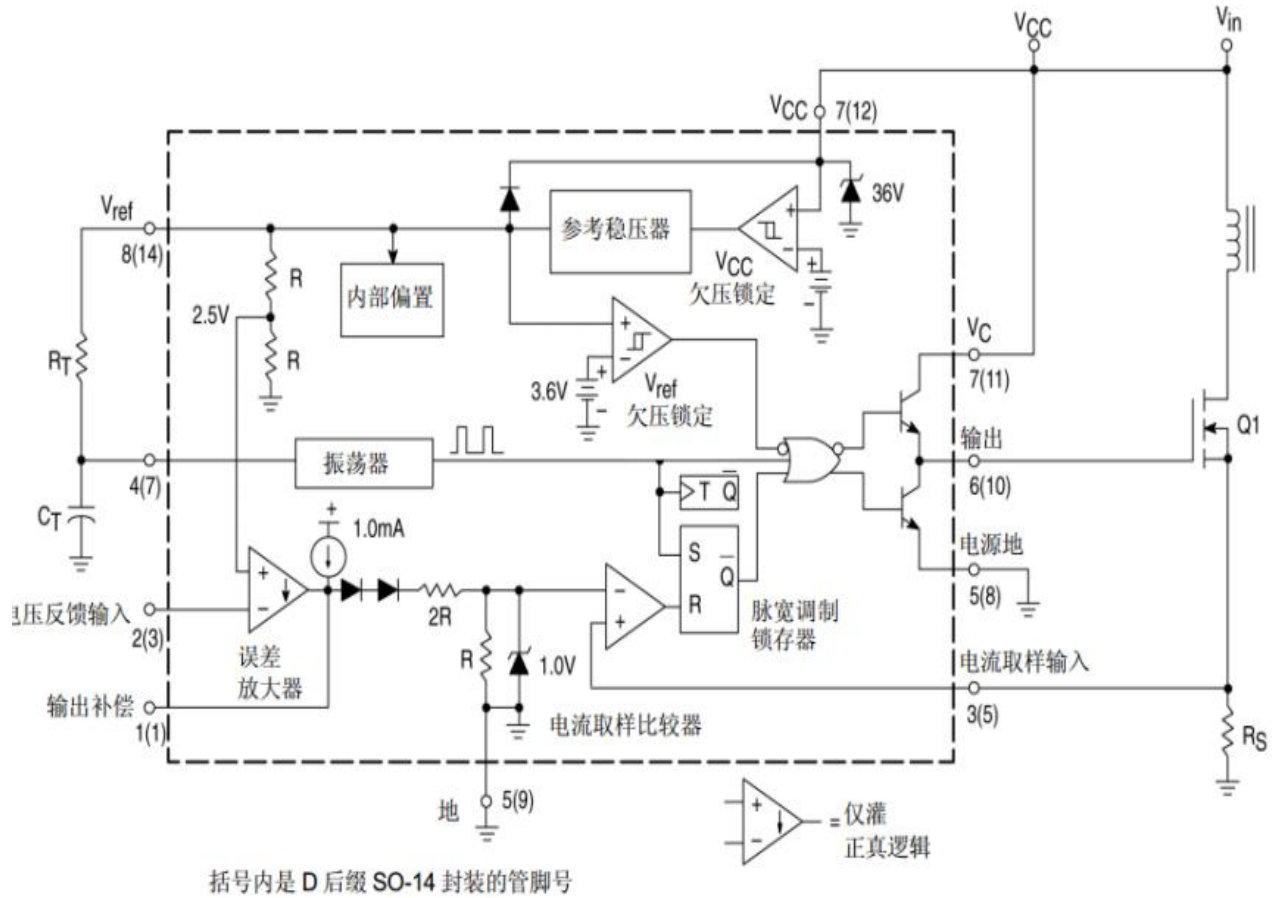 VCC
Vin
VCC 7(12)
36V
Vref
8(14)
参考稳压器
VCC
欠压锁定
R
内部偏置
2.5V
R
RT
VC
7(11)
3.6V
Vref
欠压锁定
Q1
输出
6(10)
振荡器
4(7)
T Q
CT
1.0mA
S
Q
R
电源地
5(8)
脉宽调制
锁存器
2R
压反馈输入
2(3)
误差
放大器
R
1.0V
电流取样输入
3(5)
输出补偿
1(1)
电流取样比较器
RS
地
5(9)
= 仅灌
正真逻辑
括号内是 D 后缀 SO-14 封装的管脚号